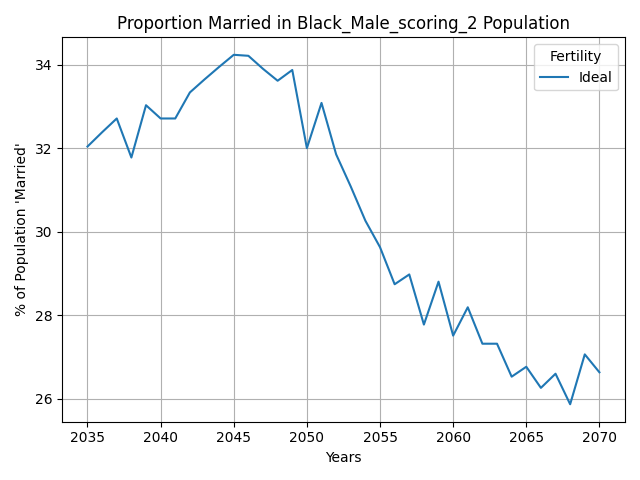 Proportion Married in Black_Male_scoring_2 Population
Fertility
Ideal
% of Population 'Married'
34
32
30
28
26
2035 2040 2045 2050 2055 2060 2065 2070
Years